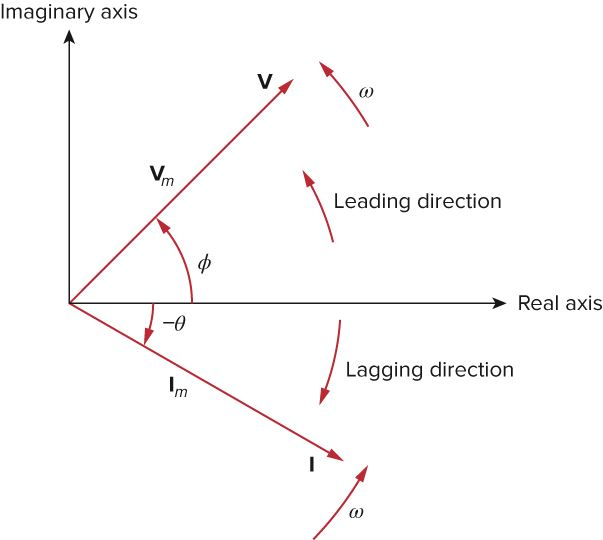 Imaginary axis
V
ω
V_m
Leading direction
ϕ
Real axis
−θ
Lagging direction
I_m
I
ω